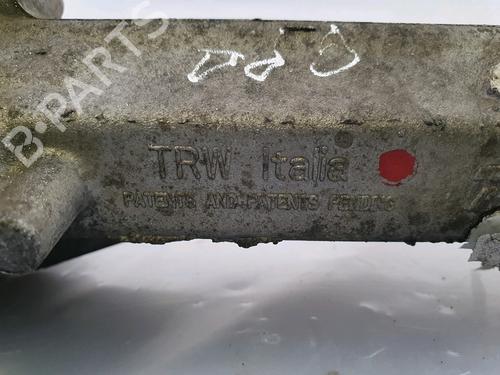 B-PARTS
TRW Italia
PATENTS AND PATENTS PENDING